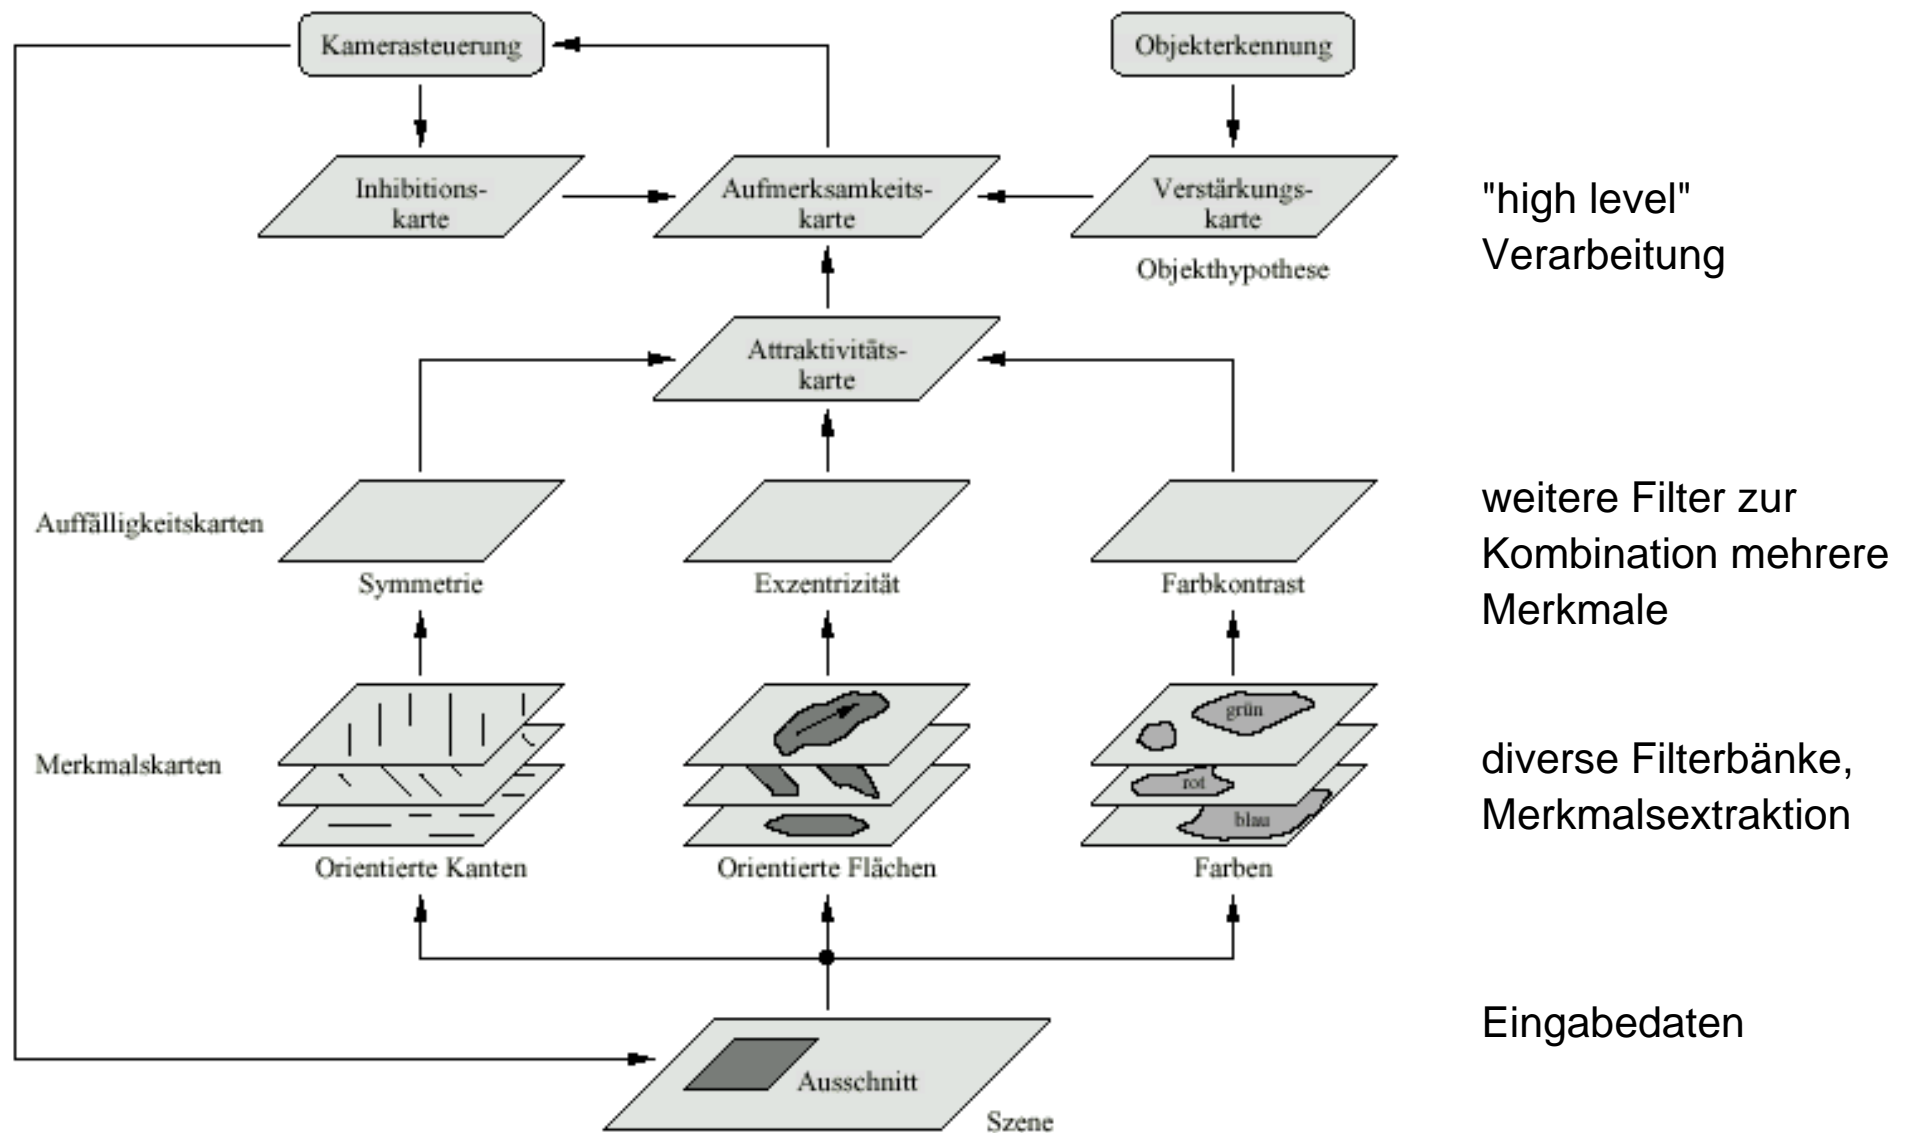 Kamerasteuerung
Objekterkennung
Inhibitions-
karte
Aufmerksamkeits-
karte
Verstärkungs-
karte
Objekthypothese
"high level"
Verarbeitung
Attraktivitäts-
karte
Auffälligkeitskarten
Symmetrie
Exzentrizität
Farbkontrast
weitere Filter zur
Kombination mehrere
Merkmale
Merkmalskarten
grün
rot
blau
Orientierte Kanten
Orientierte Flächen
Farben
diverse Filterbänke,
Merkmalsextraktion
Ausschnitt
Szene
Eingabedaten